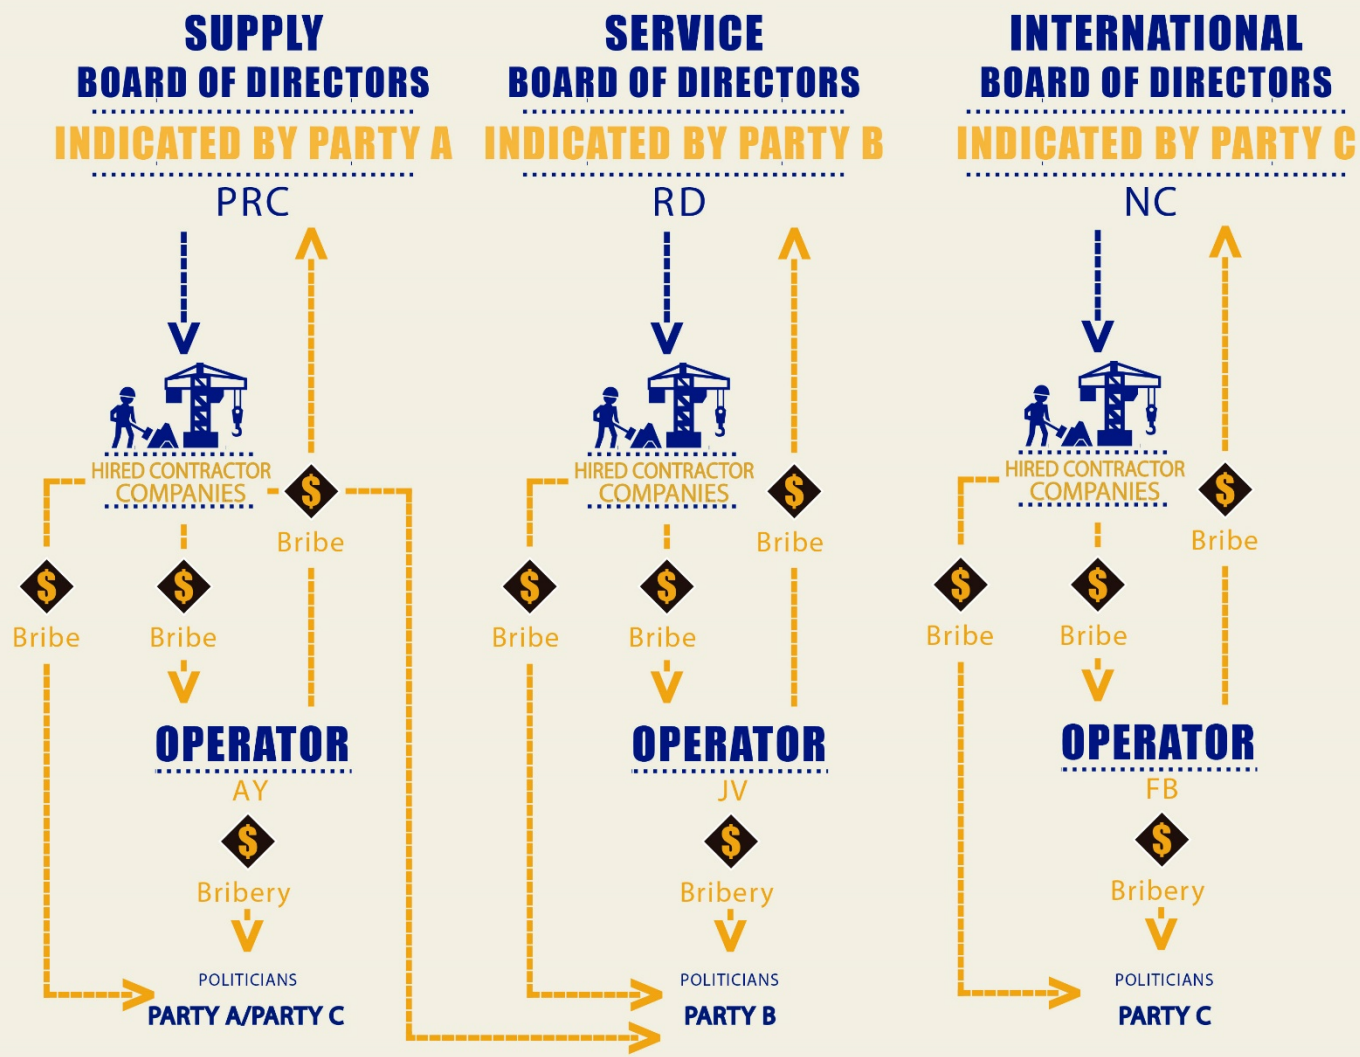 SUPPLY
BOARD OF DIRECTORS
INDICATED BY PARTY A
PRC
HIRED CONTRACTOR
COMPANIES
$
Bribe
$
Bribe
$
Bribe
OPERATOR
AY
$
Bribery
POLITICIANS
PARTY A/PARTY C
SERVICE
BOARD OF DIRECTORS
INDICATED BY PARTY B
RD
HIRED CONTRACTOR
COMPANIES
$
Bribe
$
Bribe
$
Bribe
OPERATOR
JV
$
Bribery
POLITICIANS
PARTY B
INTERNATIONAL
BOARD OF DIRECTORS
INDICATED BY PARTY C
NC
HIRED CONTRACTOR
COMPANIES
$
Bribe
$
Bribe
$
Bribe
OPERATOR
FB
$
Bribery
POLITICIANS
PARTY C